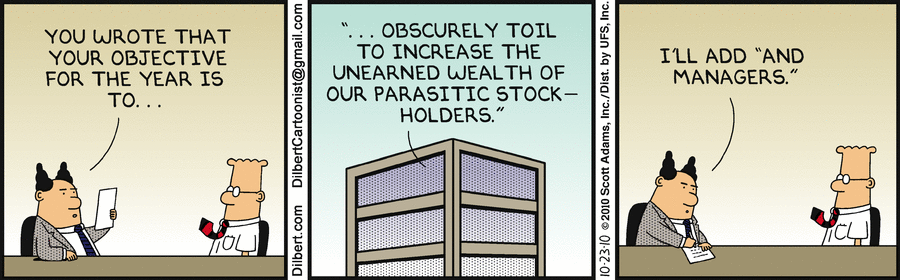 YOU WROTE THAT
YOUR OBJECTIVE
FOR THE YEAR IS
TO...
Dilbert.com DilbertCartoonist@gmail.com
"...OBSCURELY TOIL
TO INCREASE THE
UNEARNED WEALTH OF
OUR PARASITIC STOCK-
HOLDERS."
10-23-10 ©2010 Scott Adams, Inc./Dist. by UFS, Inc.
I'LL ADD "AND
MANAGERS."